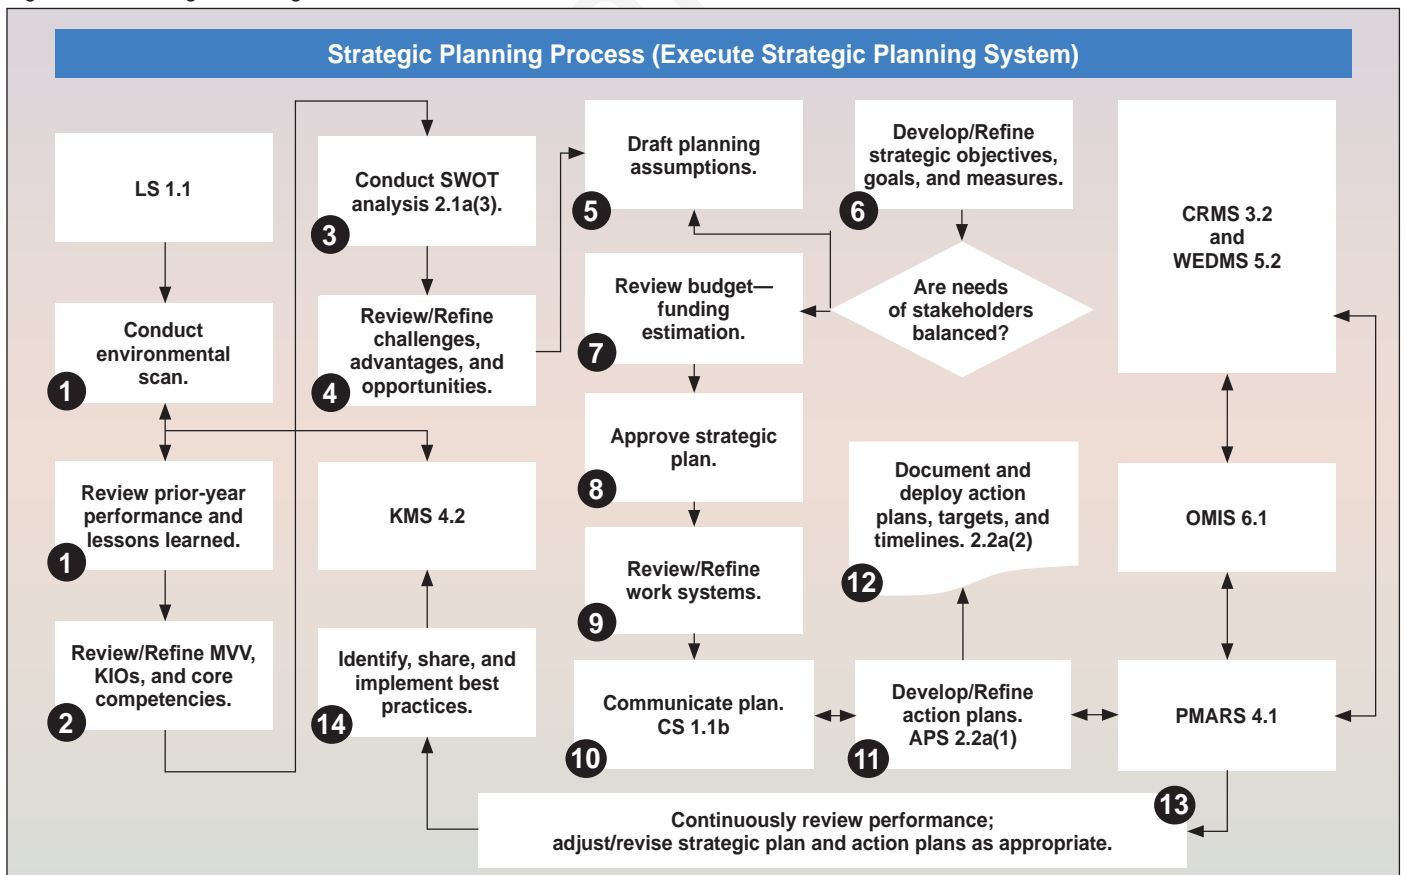 Strategic Planning Process (Execute Strategic Planning System)
LS 1.1
Conduct
environmental
scan.
1
Review prior-year
performance and
lessons learned.
1
Review/Refine MVV,
KIOs, and core
competencies.
2
Conduct SWOT
analysis 2.1a(3).
3
Review/Refine
challenges,
advantages, and
opportunities.
4
KMS 4.2
Identify, share, and
implement best
practices.
14
Draft planning
assumptions.
5
Review budget—
funding
estimation.
7
Approve strategic
plan.
8
Review/Refine
work systems.
9
Communicate plan.
CS 1.1b
10
Develop/Refine
strategic objectives,
goals, and measures.
6
Are needs
of stakeholders
balanced?
Document and
deploy action
plans, targets, and
timelines. 2.2a(2)
12
Develop/Refine
action plans.
APS 2.2a(1)
11
CRMS 3.2
and
WEDMS 5.2
OMIS 6.1
PMARS 4.1
13
Continuously review performance;
adjust/revise strategic plan and action plans as appropriate.